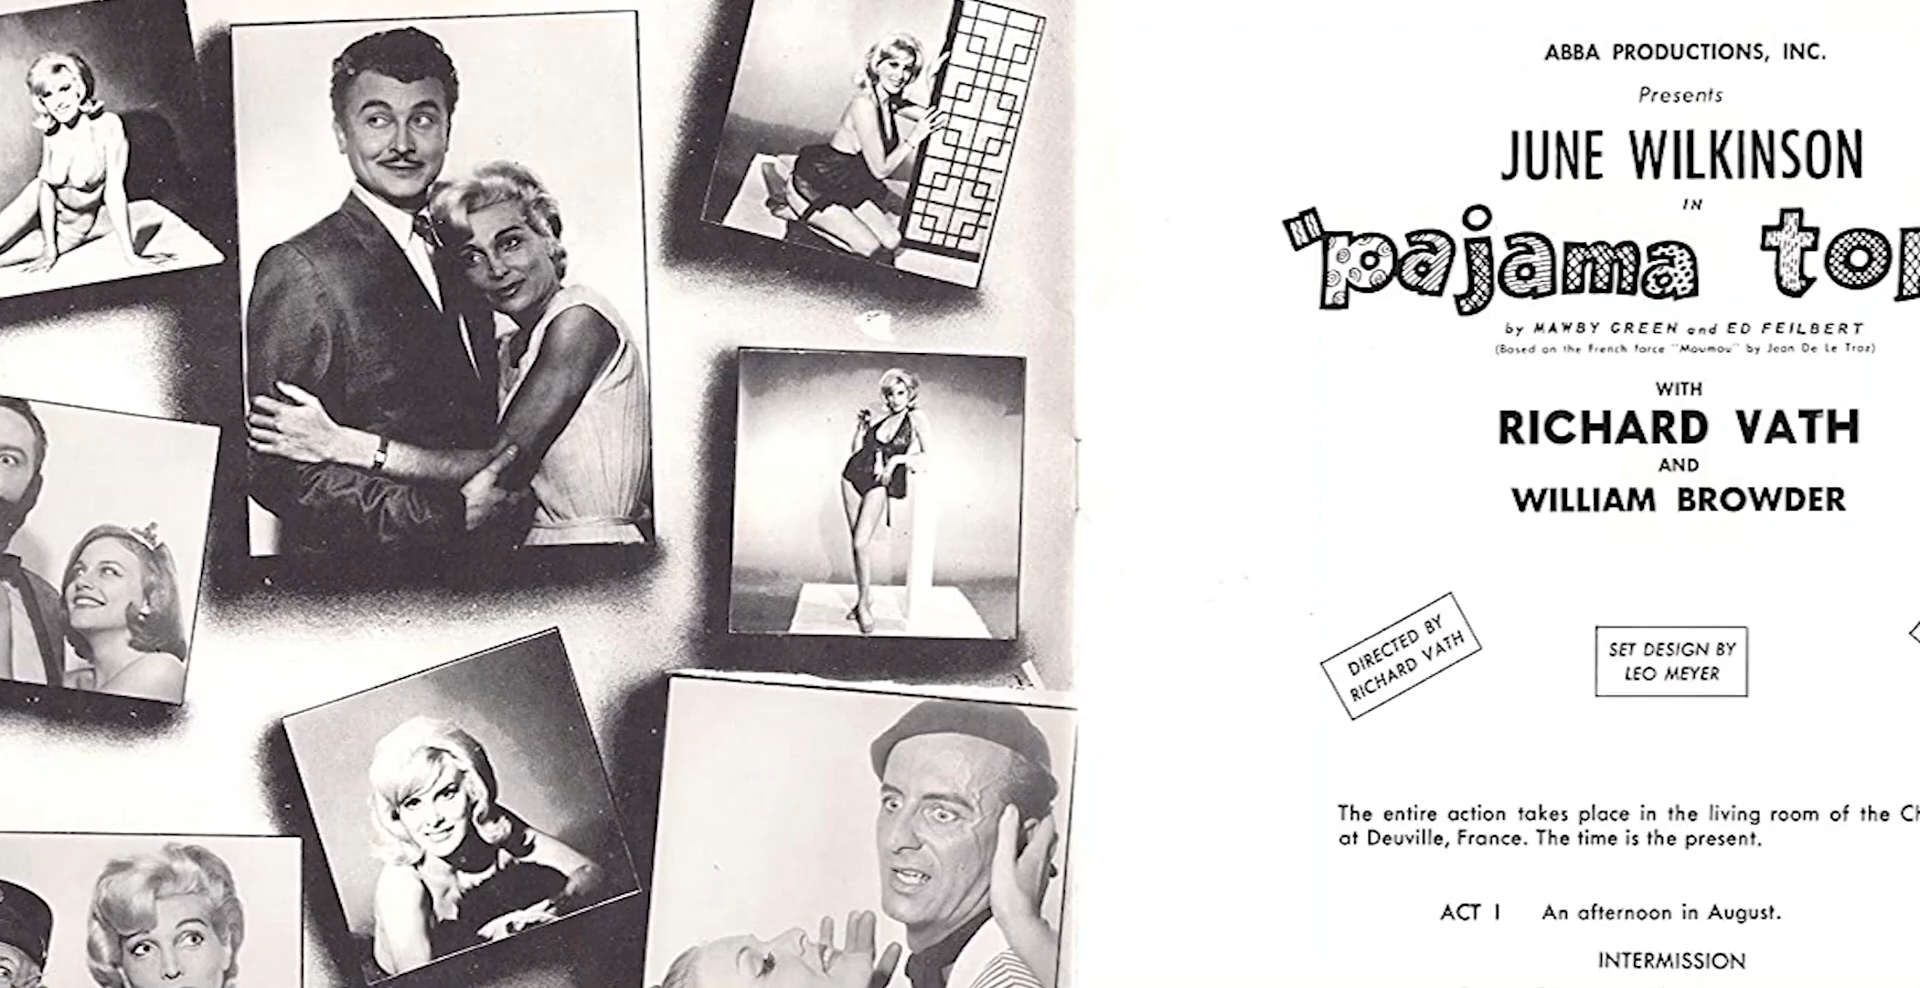 ABBA PRODUCTIONS, INC.
Presents
JUNE WILKINSON
IN
"pajama top
by MAWBY GREEN and ED FEILBERT
(Based on the French farce "Moumou" by Jean De Le Traz)
WITH
RICHARD VATH
AND
WILLIAM BROWDER
DIRECTED BY
RICHARD VATH
SET DESIGN BY
LEO MEYER
The entire action takes place in the living room of the Ch
at Deuville, France. The time is the present.
ACT I An afternoon in August.
INTERMISSION